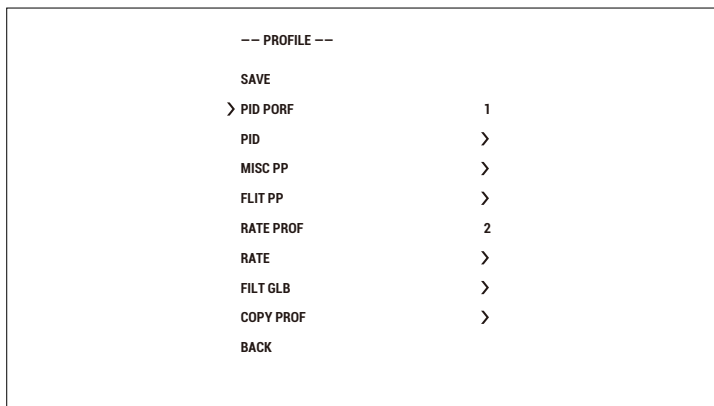 -- PROFILE --
SAVE
> PID PORF 1
PID >
MISC PP >
FLIT PP >
RATE PROF 2
RATE >
FILT GLB >
COPY PROF >
BACK